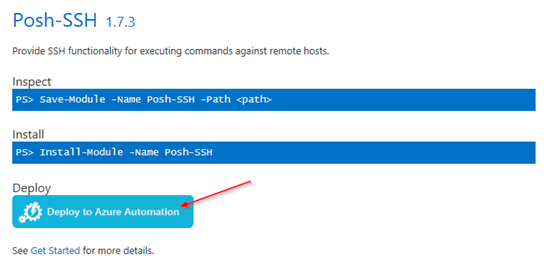 Posh-SSH 1.7.3
Provide SSH functionality for executing commands against remote hosts.
Inspect
PS> Save-Module -Name Posh-SSH -Path <path>
Install
PS> Install-Module -Name Posh-SSH
Deploy
Deploy to Azure Automation
See Get Started for more details.